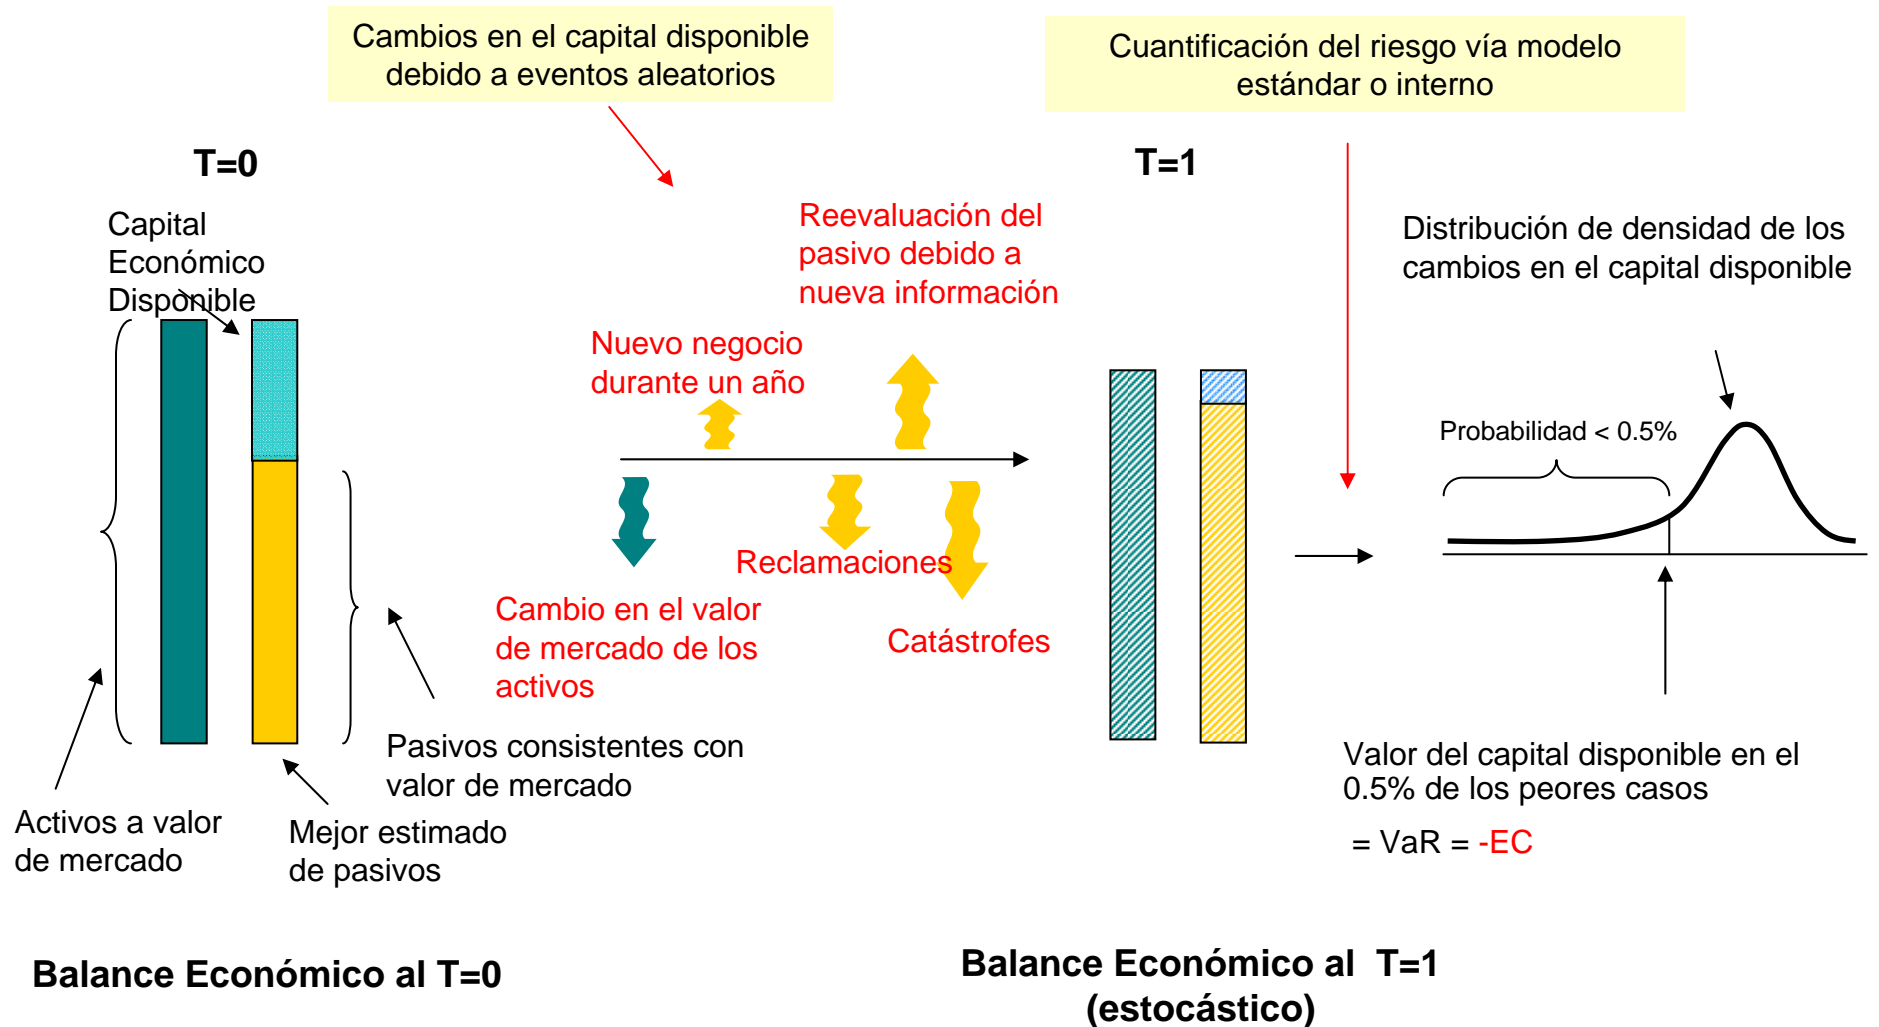 Cambios en el capital disponible
debido a eventos aleatorios
Cuantificación del riesgo vía modelo
estándar o interno
T=0
T=1
Capital
Económico
Disponible
Reevaluación del
pasivo debido a
nueva información
Distribución de densidad de los
cambios en el capital disponible
Nuevo negocio
durante un año
Probabilidad < 0.5%
Reclamaciones
Cambio en el valor
de mercado de los
activos
Catástrofes
Pasivos consistentes con
valor de mercado
Valor del capital disponible en el
0.5% de los peores casos
= VaR = -EC
Activos a valor
de mercado
Mejor estimado
de pasivos
Balance Económico al T=0
Balance Económico al T=1
(estocástico)